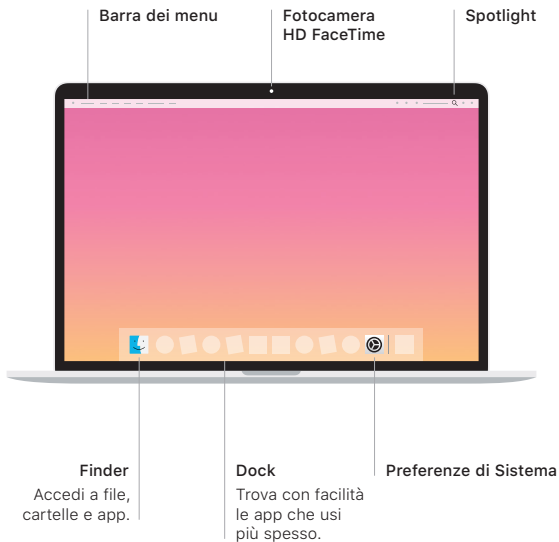 Barra dei menu
Fotocamera
HD FaceTime
Spotlight
Finder
Accedi a file,
cartelle e app.
Dock
Trova con facilità
le app che usi
più spesso.
Preferenze di Sistema